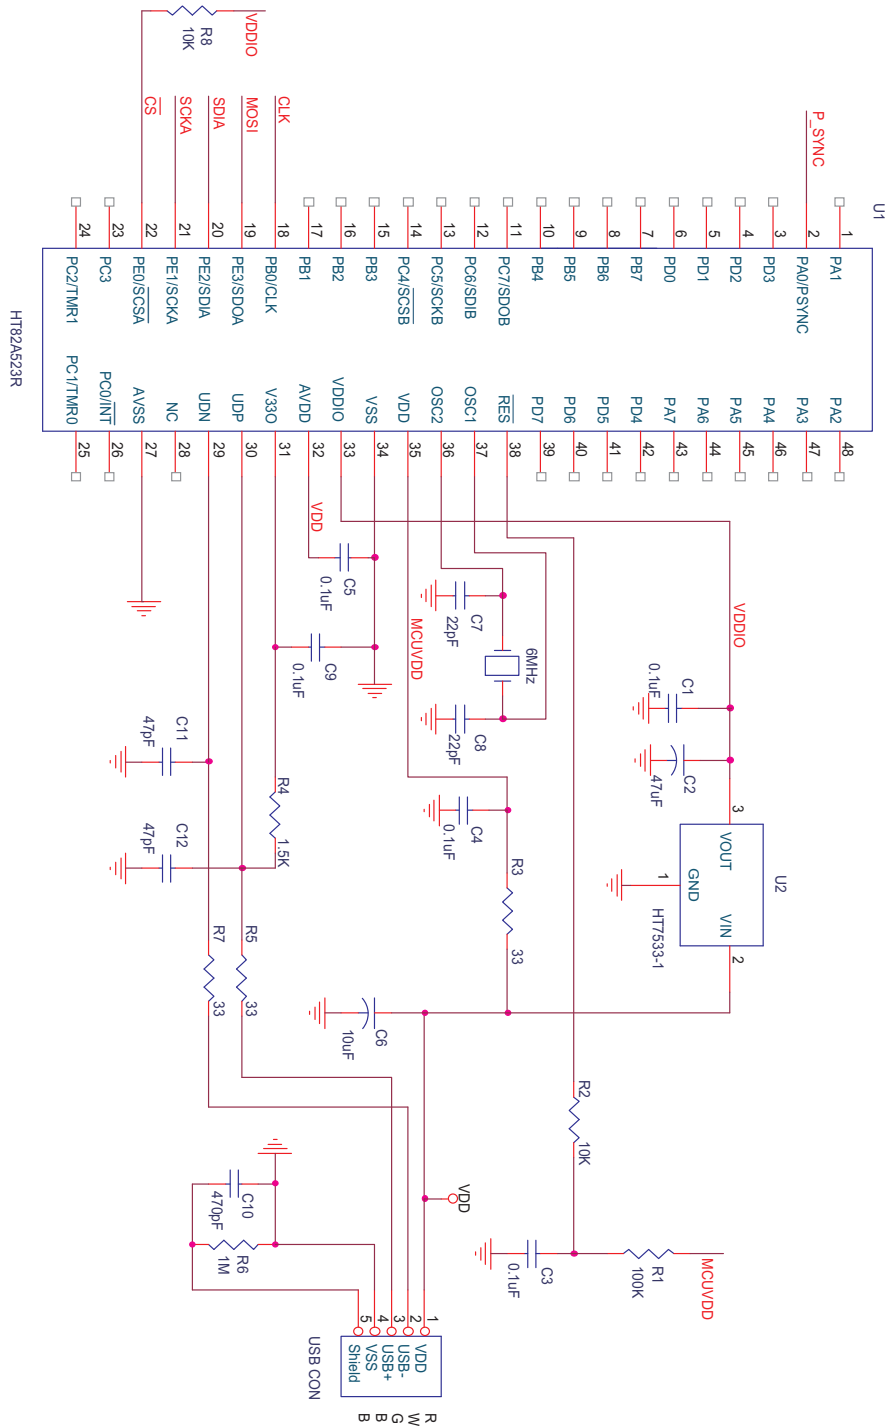 VDDIO
R8
10K
CS
SCKA
SDIA
MOSI
CLK
P_SYNC
U1
24
23
22
21
20
19
18
17
16
15
14
13
12
11
10
9
8
7
6
5
4
3
2
1
PC2/TMR1
PC3
PE0/SCSA
PE1/SCKA
PE2/SDIA
PE3/SDOA
PB0/CLK
PB1
PB2
PB3
PC4/SCSB
PC5/SCKB
PC6/SDIB
PC7/SDOB
PB4
PB5
PB6
PB7
PD0
PD1
PD2
PD3
PA0/PSYNC
PA1
HT82A523R
PC1/TMR0
PC0/INT
AVSS
NC
UDN
UDP
V33O
AVDD
VDDIO
VSS
VDD
OSC2
OSC1
RES
PD7
PD6
PD5
PD4
PA7
PA6
PA5
PA4
PA3
PA2
25
26
27
28
29
30
31
32
33
34
35
36
37
38
39
40
41
42
43
44
45
46
47
48
VDD
C5
0.1uF
C9
0.1uF
MCUVDD
C7
22pF
6MHz
C8
22pF
VDDIO
C1
0.1uF
C2
47uF
C11
47pF
C12
47pF
R4
1.5K
C4
0.1uF
R3
33
3
VOUT
GND
1
VIN
2
U2
HT7533-1
R7
33
R5
33
C6
10uF
R2
10K
VDD
C10
470pF
R6
1M
C3
0.1uF
R1
100K
MCUVDD
USB CON
5
4
3
2
1
Shield
VSS
USB+
USB-
VDD
B
B
G
W
R